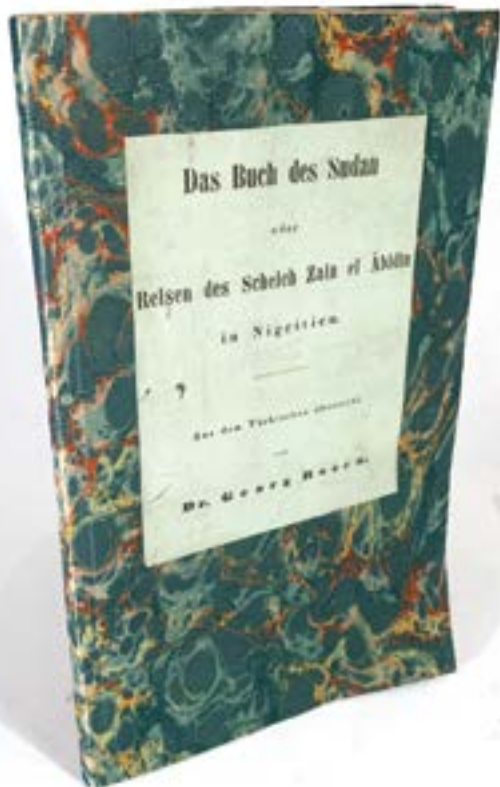 Das Buch des Sudan
oder
Reisen des Scheich Zain el Âbidin
in Nigritien.
Aus dem Türkischen übersetzt
von
Dr. Georg Rosen.